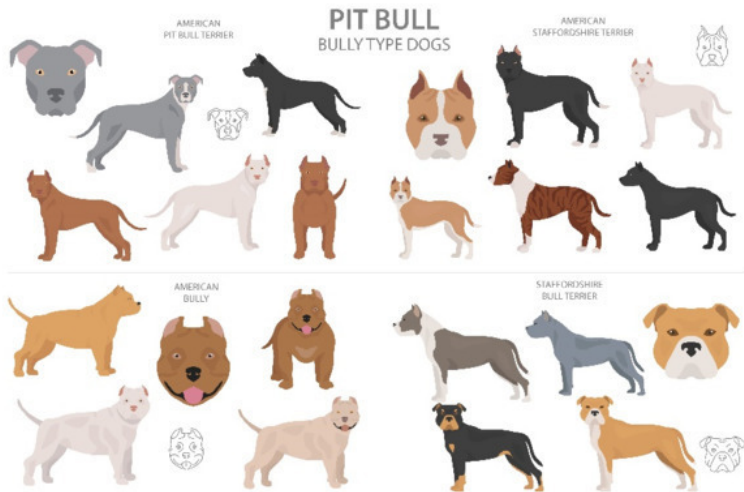 PIT BULL
BULLY TYPE DOGS
AMERICAN
PIT BULL TERRIER
AMERICAN
STAFFORDSHIRE TERRIER
AMERICAN
BULLY
STAFFORDSHIRE
BULL TERRIER